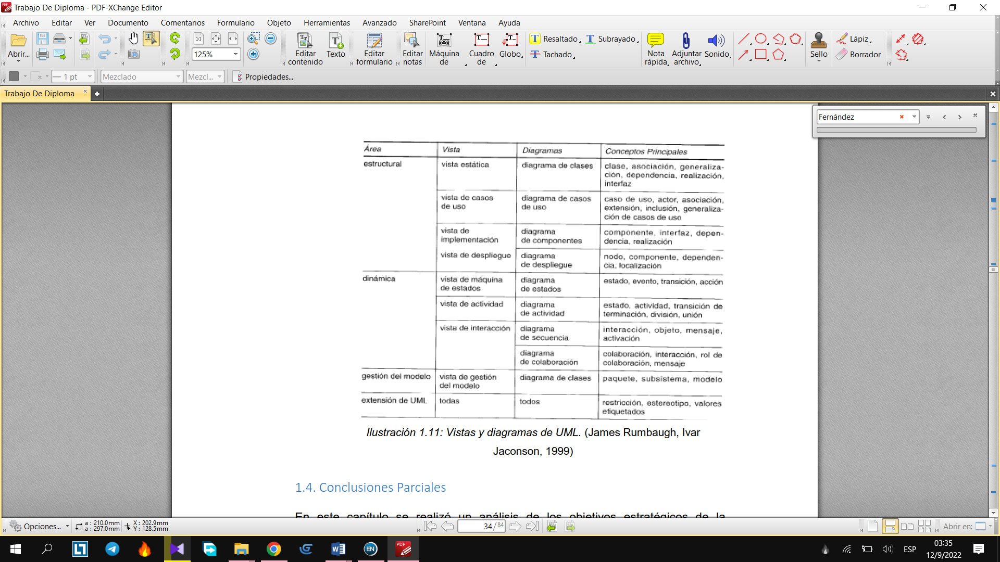 Trabajo De Diploma - PDF-XChange Editor
Archivo Editar Ver Documento Comentarios Formulario Objeto Herramientas Avanzado SharePoint Ventana Ayuda
Abrir...
1:1
125%
Editar contenido
Texto
Editar formulario
Editar notas
Máquina de
Cuadro de
Globo
Resaltado
Subrayado
Tachado
Nota rápida
Adjuntar archivo
Sonido
Sello
Lápiz
Borrador
1 pt Mezclado Mezcl... Propiedades...
Trabajo De Diploma
Fernández
Área Vista Diagramas Conceptos Principales
estructural vista estática diagrama de clases clase, asociación, generaliza-
ción, dependencia, realización,
interfaz
vista de casos diagrama de casos caso de uso, actor, asociación,
de uso de uso extensión, inclusión, generaliza-
ción de casos de uso
vista de diagrama componente, interfaz, depen-
implementación de componentes dencia, realización
vista de despliegue diagrama nodo, componente, dependen-
de despliegue cia, localización
dinámica vista de máquina diagrama estado, evento, transición, acción
de estados de estados
vista de actividad diagrama estado, actividad, transición de
de actividad terminación, división, unión
vista de interacción diagrama interacción, objeto, mensaje,
de secuencia activación
diagrama colaboración, interacción, rol de
de colaboración colaboración, mensaje
gestión del modelo vista de gestión diagrama de clases paquete, subsistema, modelo
del modelo
extensión de UML todas todos restricción, estereotipo, valores
etiquetados
Ilustración 1.11: Vistas y diagramas de UML. (James Rumbaugh, Ivar
Jaconson, 1999)
1.4. Conclusiones Parciales
En este capítulo se realizó un análisis de los objetivos estratégicos de la
Opciones...
a : 210.0mm
a : 297.0mm
X : 202.9mm
Y : 128.5mm
34 / 84
Abrir en:
EN
PDF
ESP
03:35
12/9/2022